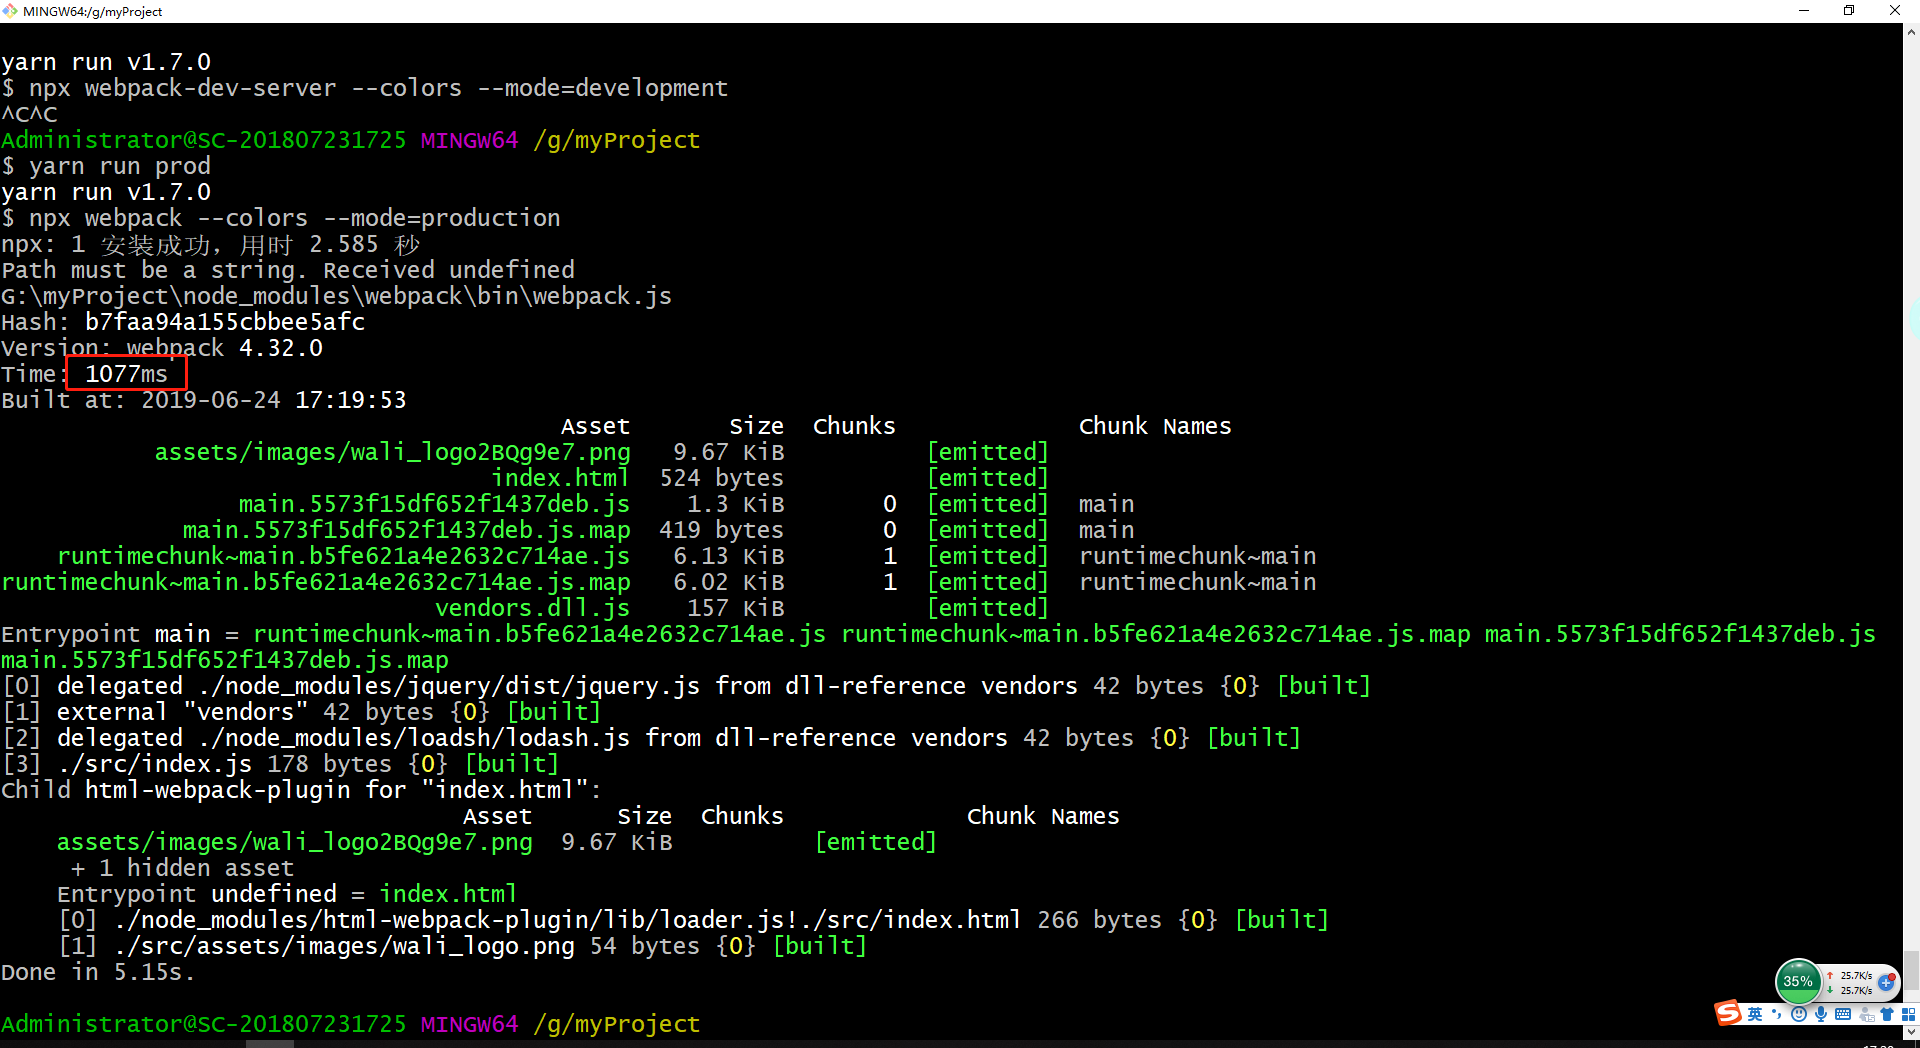 MINGW64:/g/myProject
yarn run v1.7.0
$ npx webpack-dev-server --colors --mode=development
^C^C
Administrator@SC-201807231725 MINGW64 /g/myProject
$ yarn run prod
yarn run v1.7.0
$ npx webpack --colors --mode=production
npx: 1 安装成功，用时 2.585 秒
Path must be a string. Received undefined
G:\myProject\node_modules\webpack\bin\webpack.js
Hash: b7faa94a155cbbee5afc
Version: webpack 4.32.0
Time: 1077ms
Built at: 2019-06-24 17:19:53
Asset Size Chunks Chunk Names
assets/images/wali_logo2BQg9e7.png 9.67 KiB [emitted]
index.html 524 bytes [emitted]
main.5573f15df652f1437deb.js 1.3 KiB 0 [emitted] main
main.5573f15df652f1437deb.js.map 419 bytes 0 [emitted] main
runtimechunk~main.b5fe621a4e2632c714ae.js 6.13 KiB 1 [emitted] runtimechunk~main
runtimechunk~main.b5fe621a4e2632c714ae.js.map 6.02 KiB 1 [emitted] runtimechunk~main
vendors.dll.js 157 KiB [emitted]
Entrypoint main = runtimechunk~main.b5fe621a4e2632c714ae.js runtimechunk~main.b5fe621a4e2632c714ae.js.map main.5573f15df652f1437deb.js
main.5573f15df652f1437deb.js.map
[0] delegated ./node_modules/jquery/dist/jquery.js from dll-reference vendors 42 bytes {0} [built]
[1] external "vendors" 42 bytes {0} [built]
[2] delegated ./node_modules/loadsh/lodash.js from dll-reference vendors 42 bytes {0} [built]
[3] ./src/index.js 178 bytes {0} [built]
Child html-webpack-plugin for "index.html":
Asset Size Chunks Chunk Names
assets/images/wali_logo2BQg9e7.png 9.67 KiB [emitted]
+ 1 hidden asset
Entrypoint undefined = index.html
[0] ./node_modules/html-webpack-plugin/lib/loader.js!./src/index.html 266 bytes {0} [built]
[1] ./src/assets/images/wali_logo.png 54 bytes {0} [built]
Done in 5.15s.
35% 25.7K/s
25.7K/s
S 英
Administrator@SC-201807231725 MINGW64 /g/myProject